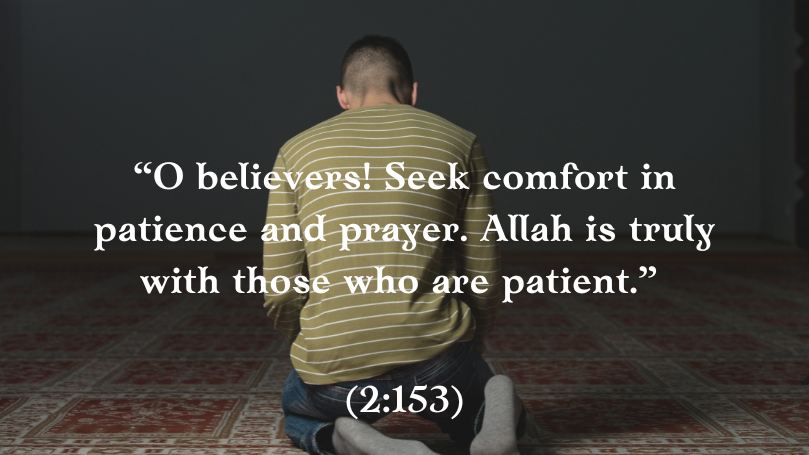 “O believers! Seek comfort in
patience and prayer. Allah is truly
with those who are patient.”
(2:153)